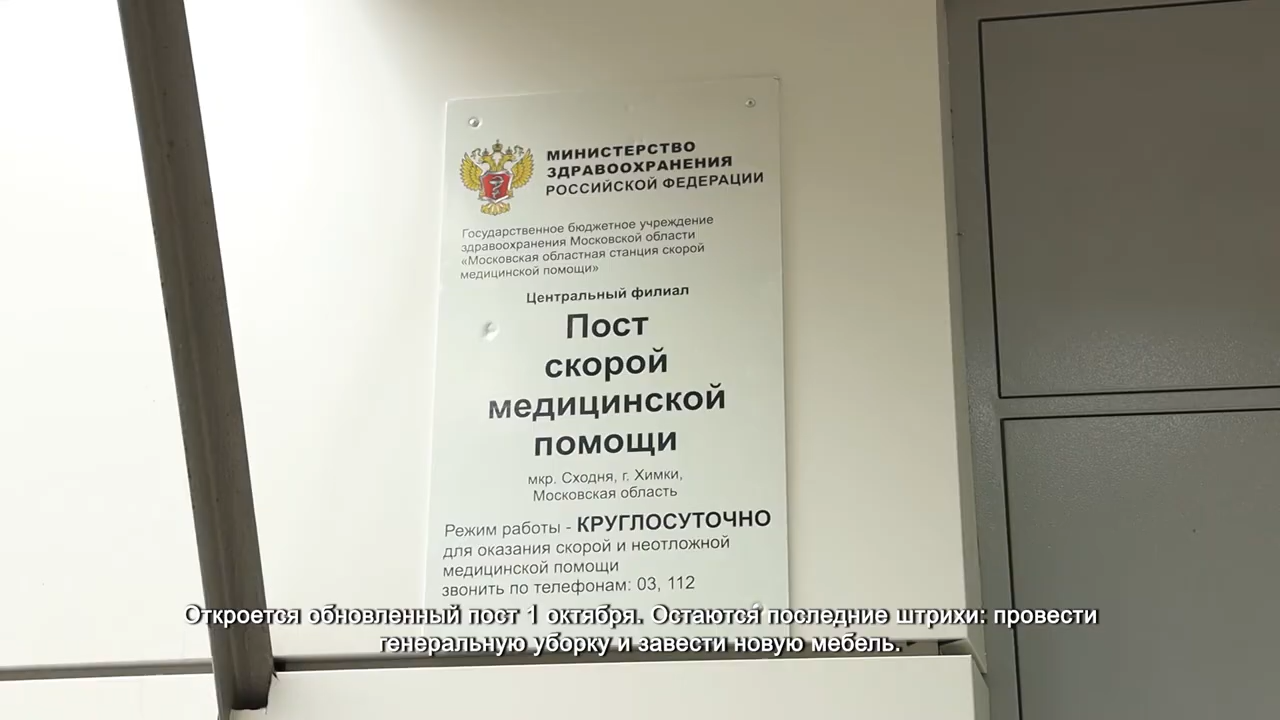 МИНИСТЕРСТВО
ЗДРАВООХРАНЕНИЯ
РОССИЙСКОЙ ФЕДЕРАЦИИ
Государственное бюджетное учреждение
здравоохранения Московской области
«Московская областная станция скорой
медицинской помощи»
Центральный филиал
Пост
скорой
медицинской
помощи
мкр. Сходня, г. Химки,
Московская область
Режим работы - КРУГЛОСУТОЧНО
для оказания скорой и неотложной
медицинской помощи
звонить по телефонам: 03, 112
Откроется обновленный пост 1 октября. Остаются последние штрихи: провести
генеральную уборку и завести новую мебель.